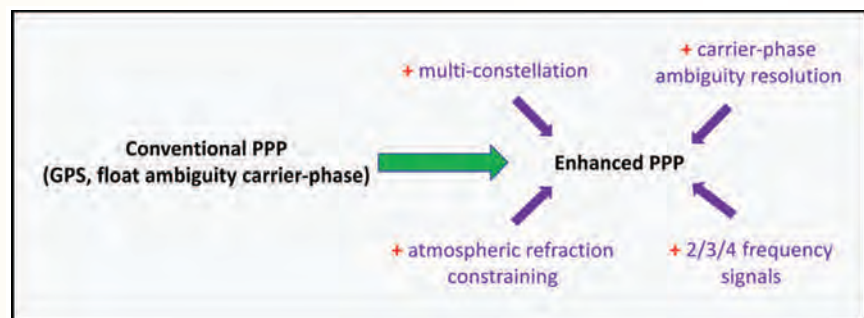 + multi-constellation
+ carrier-phase
ambiguity resolution
Conventional PPP
(GPS, float ambiguity carrier-phase)
Enhanced PPP
+ atmospheric refraction
constraining
+ 2/3/4 frequency
signals